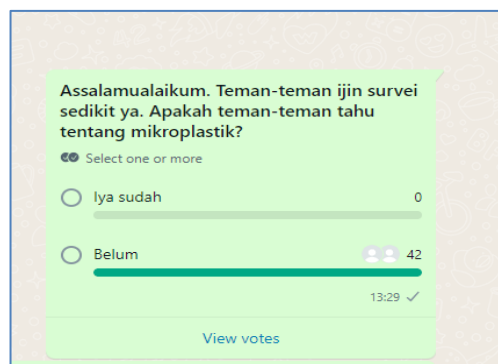 Assalamualaikum. Teman-teman ijin survei
sedikit ya. Apakah teman-teman tahu
tentang mikroplastik?
Select one or more
Iya sudah 0
Belum 42
13:29
View votes